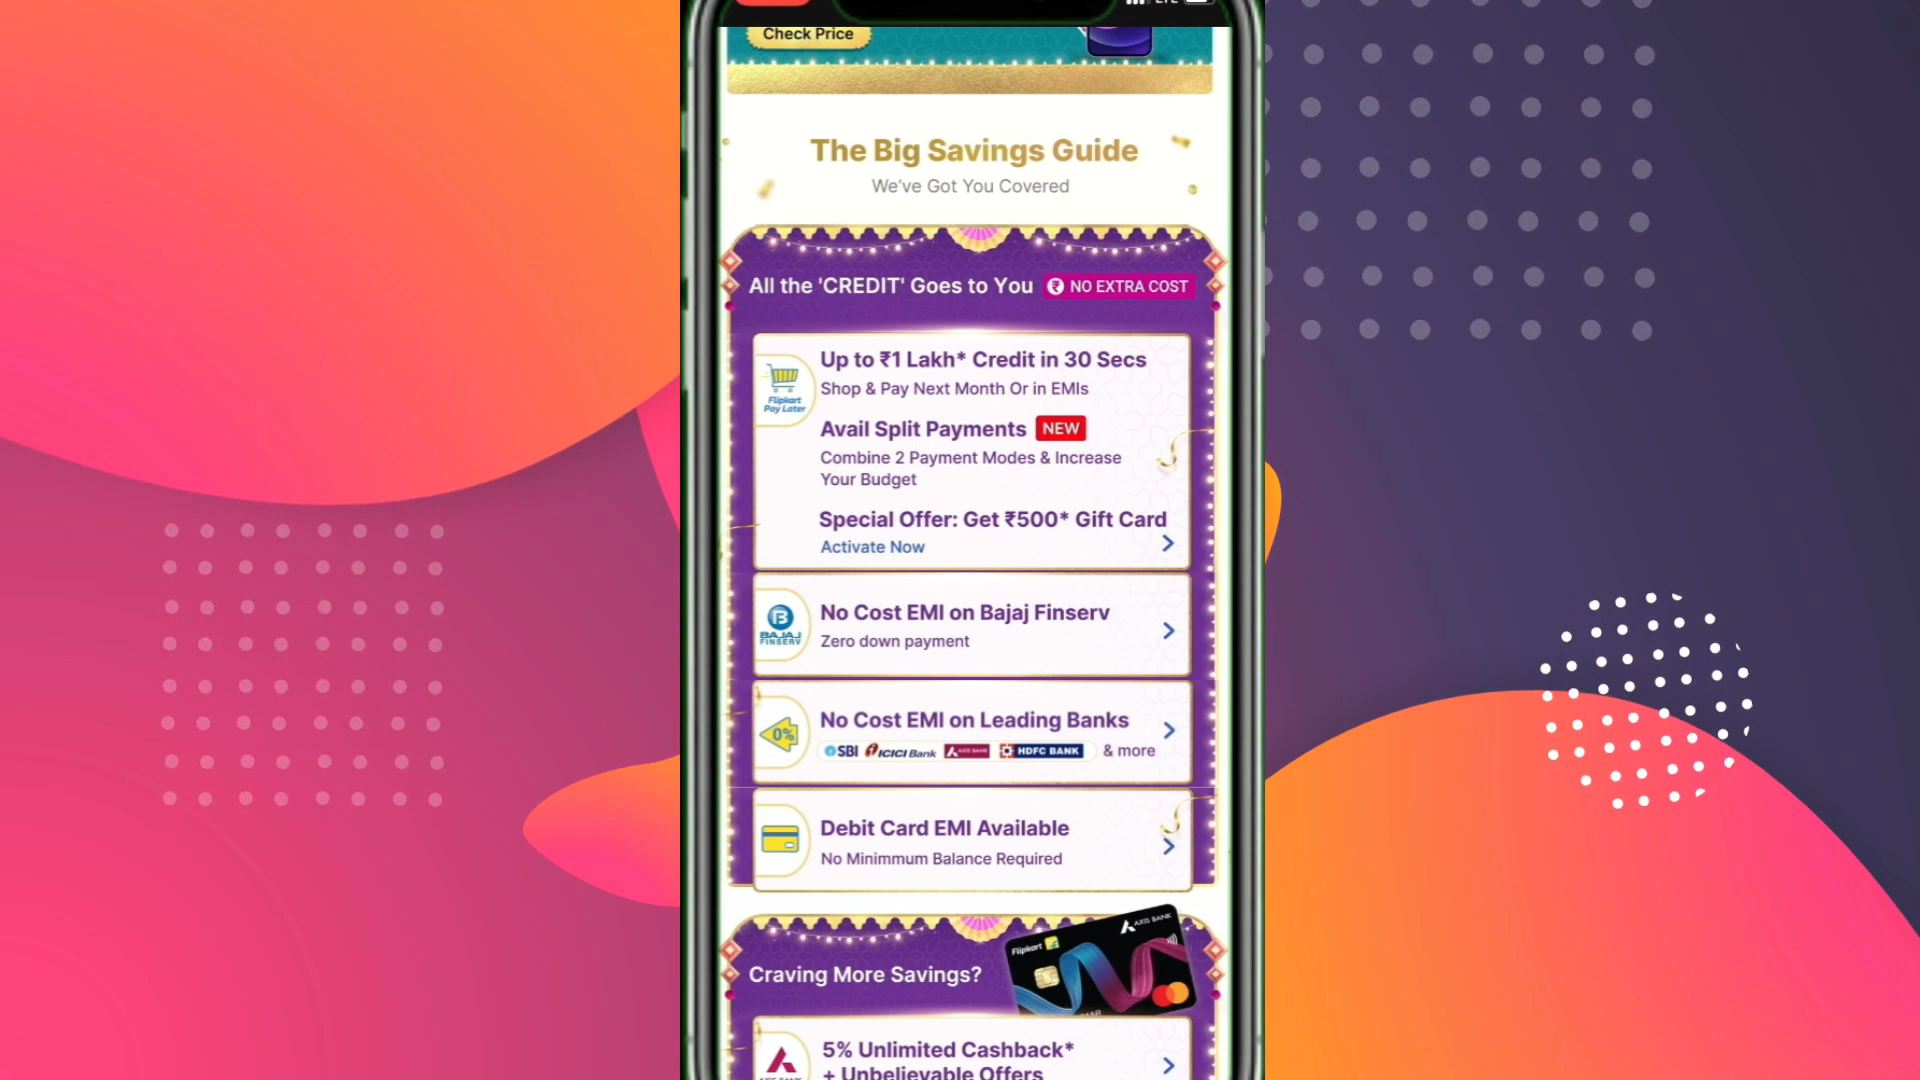 LTE
Check Price
The Big Savings Guide
We've Got You Covered
All the 'CREDIT' Goes to You
₹ NO EXTRA COST
Up to ₹1 Lakh* Credit in 30 Secs
Flipkart
Pay Later
Shop & Pay Next Month Or in EMIs
Avail Split Payments NEW
Combine 2 Payment Modes & Increase
Your Budget
Special Offer: Get ₹500* Gift Card
Activate Now
No Cost EMI on Bajaj Finserv
B
BAJAJ
FINSERV
Zero down payment
No Cost EMI on Leading Banks
0%
SBI ICICI Bank AXIS BANK HDFC BANK & more
Debit Card EMI Available
No Minimmum Balance Required
AXIS BANK
Flipkart
Craving More Savings?
5% Unlimited Cashback*
+ Unbelievable Offers
AXIS BANK